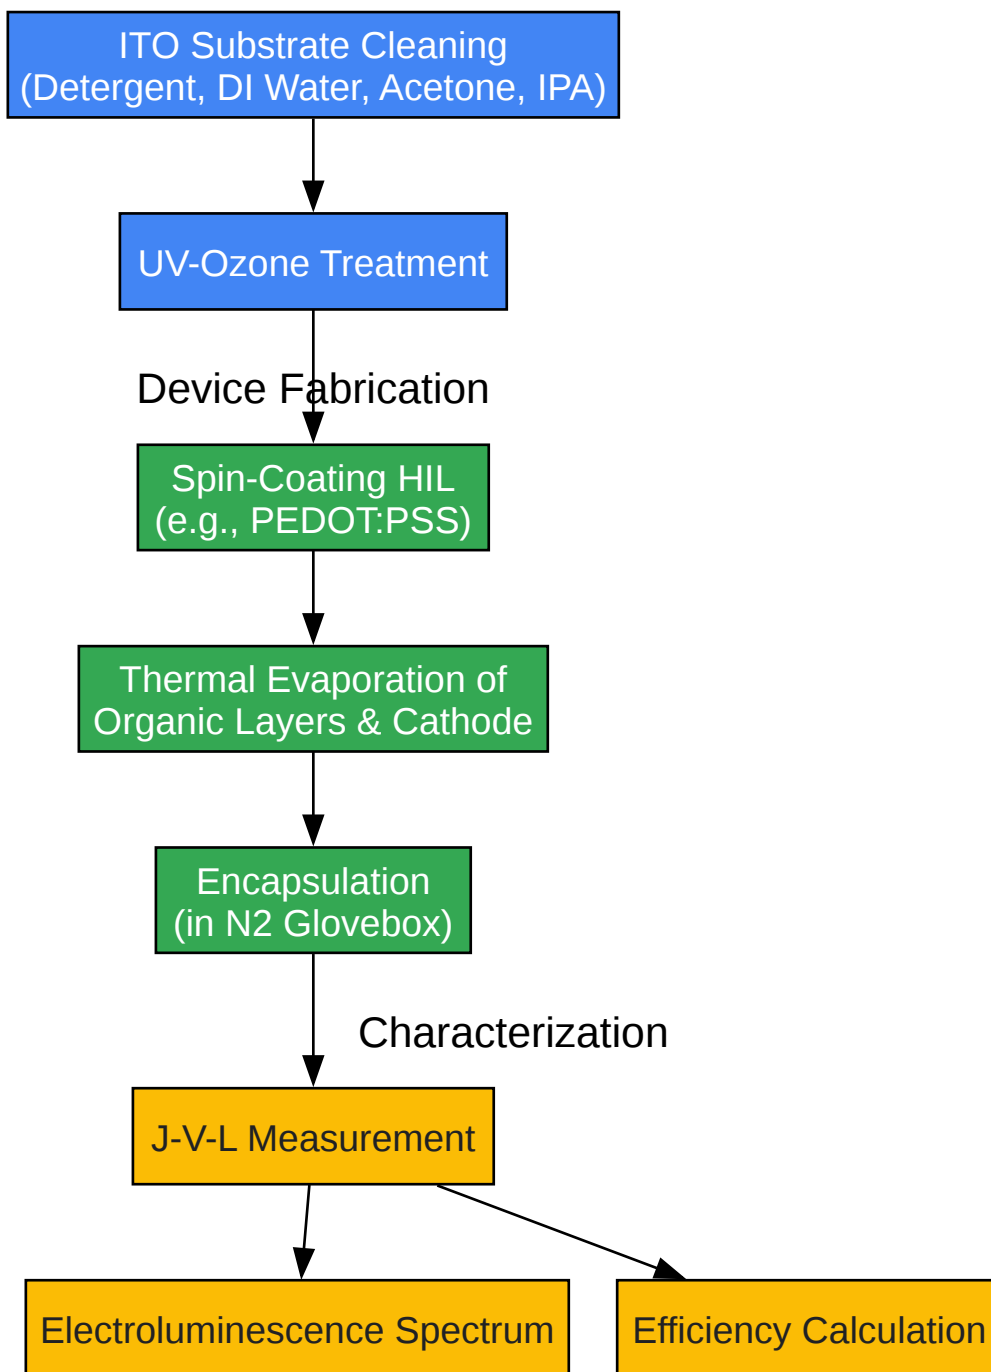 ITO Substrate Cleaning
(Detergent, DI Water, Acetone, IPA)
UV-Ozone Treatment
Device Fabrication
Spin-Coating HIL
(e.g., PEDOT:PSS)
Thermal Evaporation of
Organic Layers & Cathode
Encapsulation
(in N2 Glovebox)
Characterization
J-V-L Measurement
Electroluminescence Spectrum
Efficiency Calculation